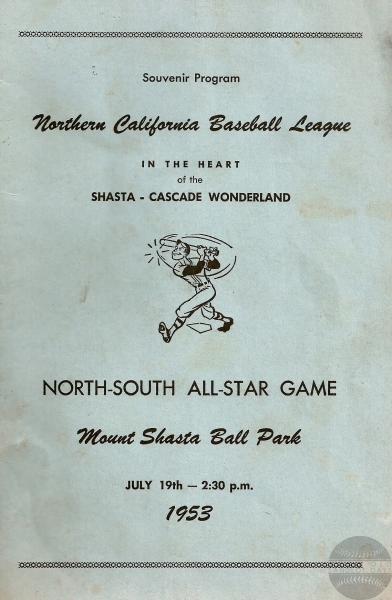 Souvenir Program
Northern California Baseball League
IN THE HEART
of the
SHASTA - CASCADE WONDERLAND
NORTH-SOUTH ALL-STAR GAME
Mount Shasta Ball Park
JULY 19th — 2:30 p.m.
1953